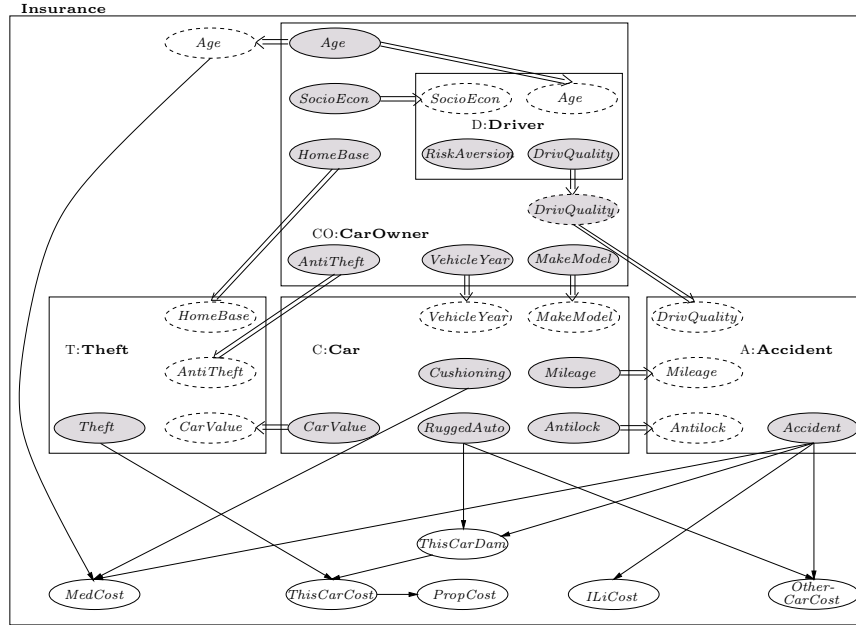 Insurance
Age
Age
SocioEcon
SocioEcon
Age
D:Driver
HomeBase
RiskAversion
DrivQuality
DrivQuality
CO:CarOwner
AntiTheft
VehicleYear
MakeModel
HomeBase
VehicleYear
MakeModel
DrivQuality
T:Theft
C:Car
A:Accident
AntiTheft
Cushioning
Mileage
Mileage
Theft
CarValue
CarValue
RuggedAuto
Antilock
Antilock
Accident
ThisCarDam
MedCost
ThisCarCost
PropCost
ILiCost
Other-
CarCost